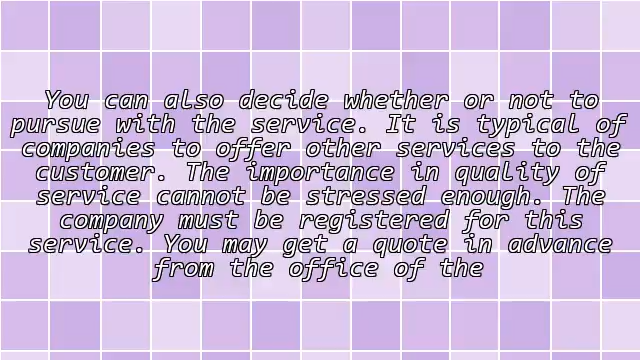 You can also decide whether or not to
pursue with the service. It is typical of
companies to offer other services to the
customer. The importance in quality of
service cannot be stressed enough. The
company must be registered for this
service. You may get a quote in advance
from the office of the